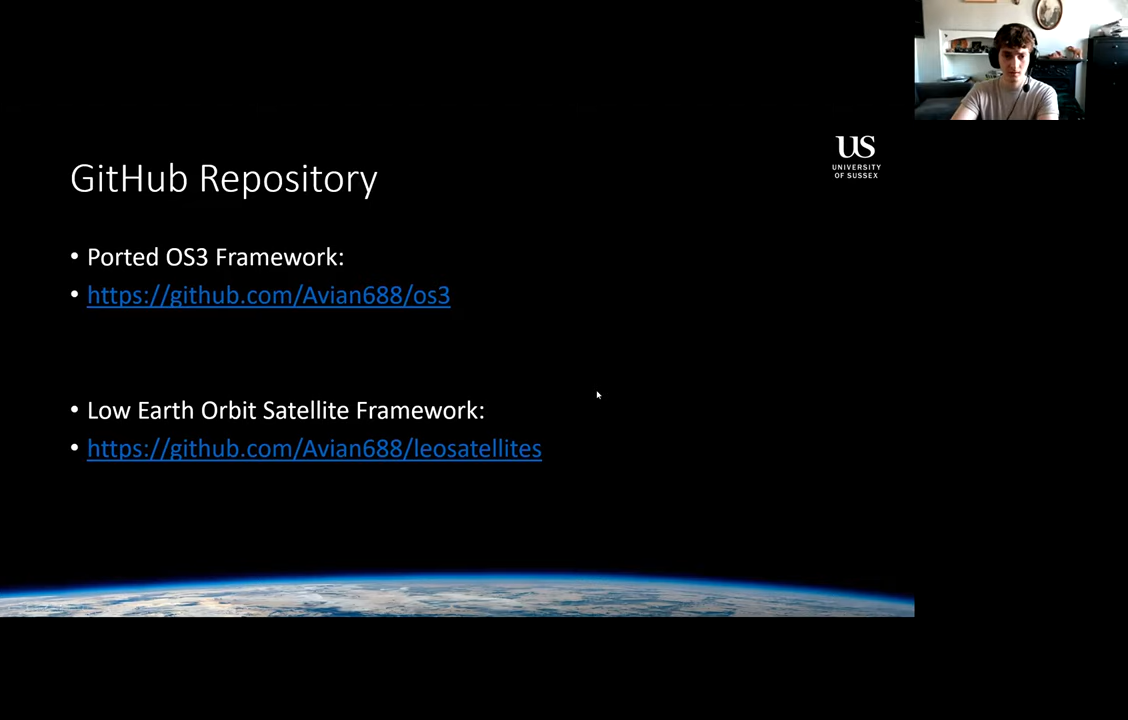 US
UNIVERSITY
OF SUSSEX
GitHub Repository
• Ported OS3 Framework:
• https://github.com/Avian688/os3
• Low Earth Orbit Satellite Framework:
• https://github.com/Avian688/leosatellites